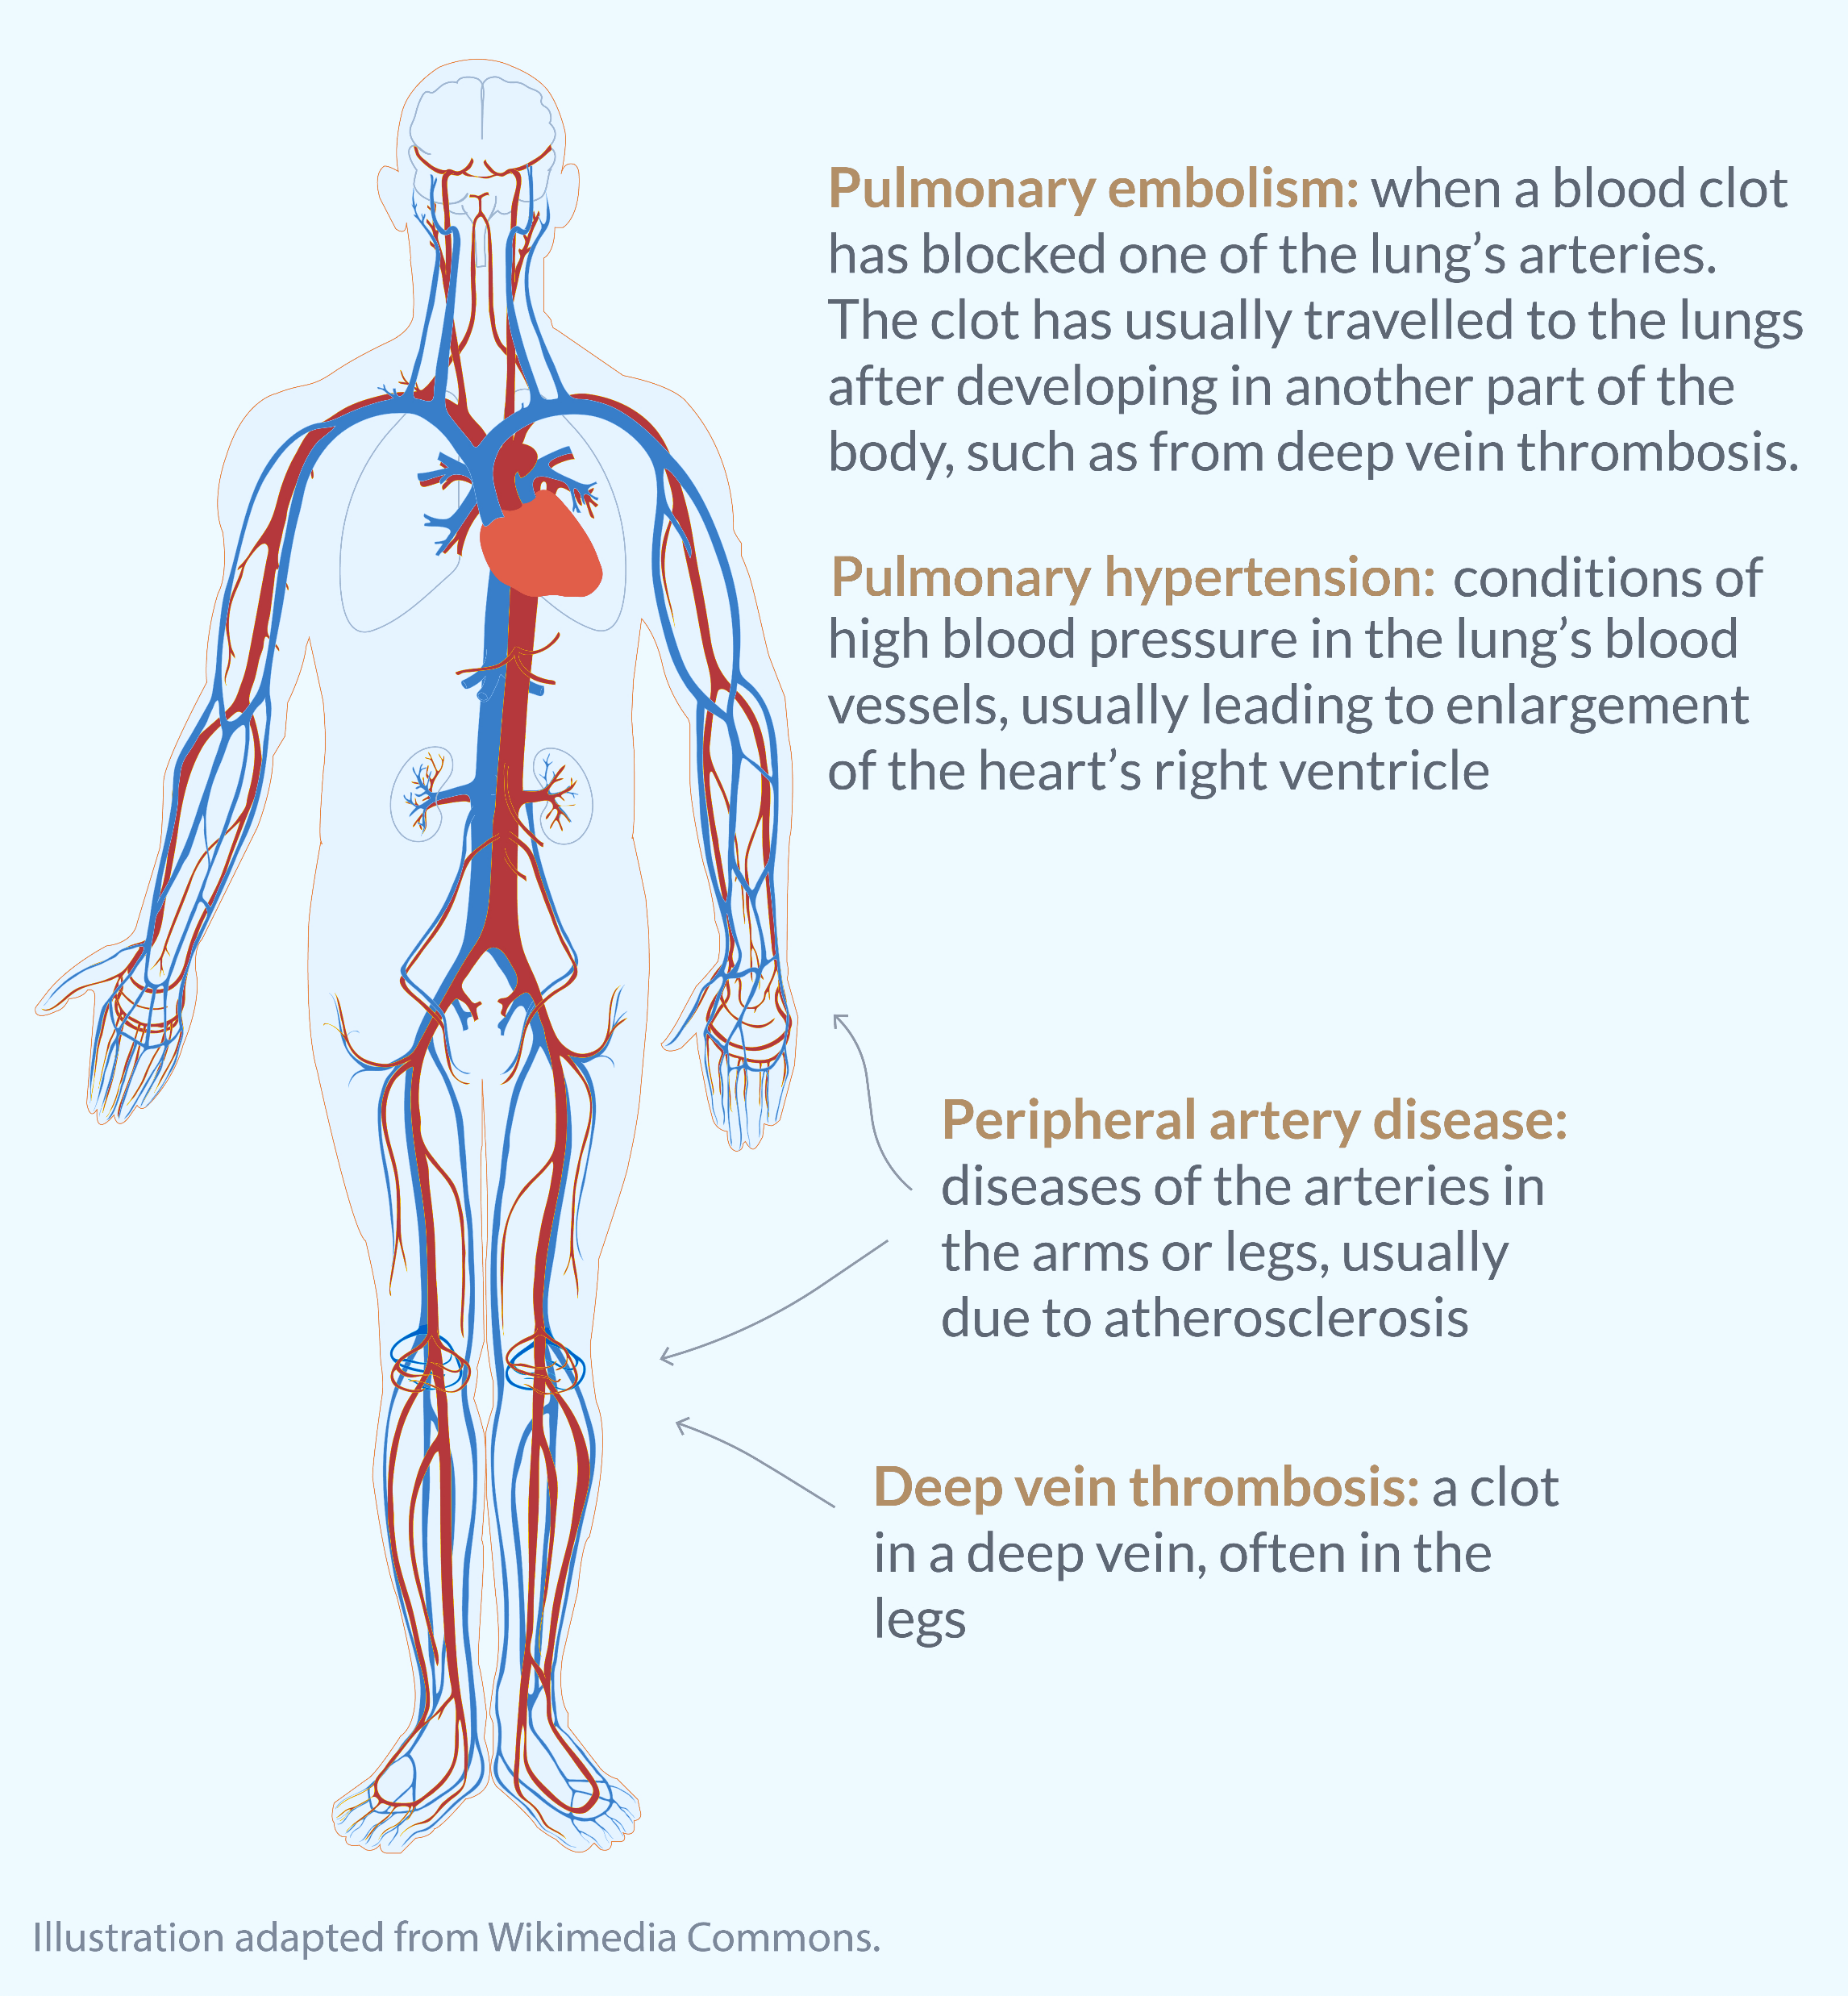 Pulmonary embolism: when a blood clot
has blocked one of the lung’s arteries.
The clot has usually travelled to the lungs
after developing in another part of the
body, such as from deep vein thrombosis.
Pulmonary hypertension: conditions of
high blood pressure in the lung’s blood
vessels, usually leading to enlargement
of the heart’s right ventricle
Peripheral artery disease:
diseases of the arteries in
the arms or legs, usually
due to atherosclerosis
Deep vein thrombosis: a clot
in a deep vein, often in the
legs
Illustration adapted from Wikimedia Commons.